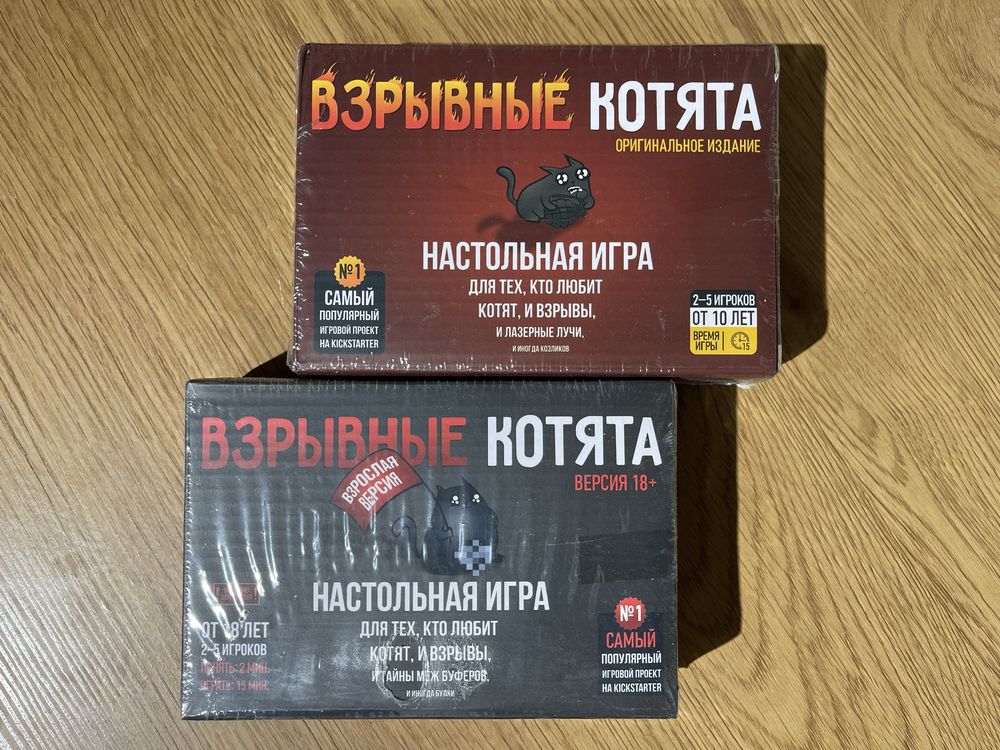 ВЗРЫВНЫЕ КОТЯТА
ОРИГИНАЛЬНОЕ ИЗДАНИЕ
НАСТОЛЬНАЯ ИГРА
ДЛЯ ТЕХ, КТО ЛЮБИТ
КОТЯТ, И ВЗРЫВЫ,
И ЛАЗЕРНЫЕ ЛУЧИ,
И ИНОГДА КОЗЛИКОВ
№1
САМЫЙ
ПОПУЛЯРНЫЙ
ИГРОВОЙ ПРОЕКТ
НА KICKSTARTER
2–5 ИГРОКОВ
ОТ 10 ЛЕТ
ВРЕМЯ
ИГРЫ
15
ВЗРЫВНЫЕ КОТЯТА
ВЕРСИЯ 18+
ВЗРОСЛАЯ
ВЕРСИЯ
НАСТОЛЬНАЯ ИГРА
ДЛЯ ТЕХ, КТО ЛЮБИТ
КОТЯТ, И ВЗРЫВЫ,
И ТАЙНЫ МЕЖ БУФЕРОВ,
И ИНОГДА БУЛКИ
ОТ 18 ЛЕТ
2–5 ИГРОКОВ
ПОНЯТЬ: 2 МИН.
ИГРАТЬ: 15 МИН.
№1
САМЫЙ
ПОПУЛЯРНЫЙ
ИГРОВОЙ ПРОЕКТ
НА KICKSTARTER